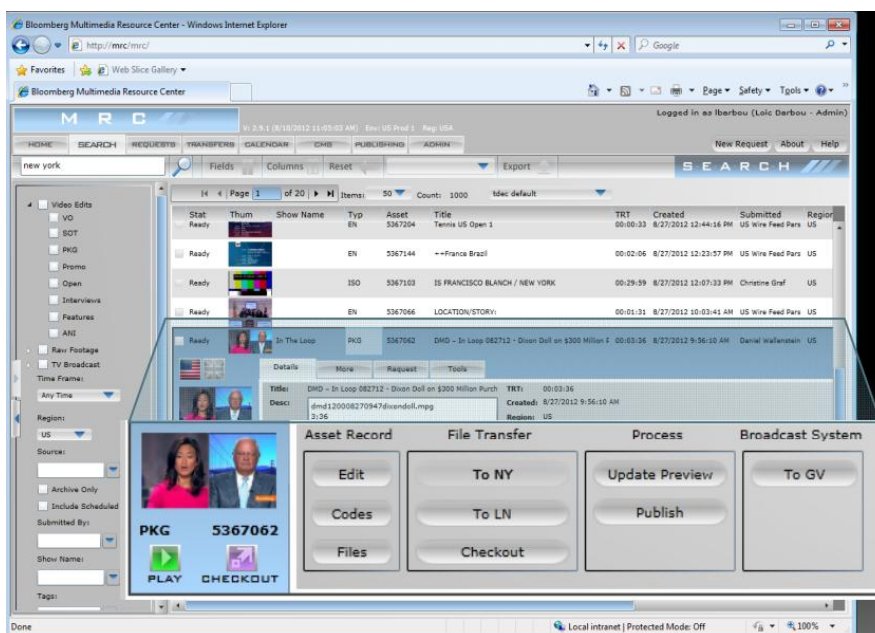 Bloomberg Multimedia Resource Center - Windows Internet Explorer
http://mrc/mrc/
Google
Favorites
Web Slice Gallery
Bloomberg Multimedia Resource Center
Page Safety Tools
M R C
Logged in as lbarbou (Loic Barbou - Admin)
HOME SEARCH REQUESTS TRANSFERS CALENDAR CMS PUBLISHING ADMIN
New Request About Help
new york
Fields Columns Reset Export
S E A R C H
Page 1 of 20 Items: 50 Count: 1000 tdec default
Stat Thum Show Name Typ Asset Title TRT Created Submitted Region
Ready EN 5367204 Tennis US Open 1 00:00:33 8/27/2012 12:44:16 PM US Wire Feed Pars US
Ready EN 5367144 ++France Brazil 00:02:06 8/27/2012 12:23:57 PM US Wire Feed Pars US
Ready ISO 5367103 IS FRANCISCO BLANCH / NEW YORK 00:29:59 8/27/2012 12:07:33 PM Christine Graf US
Ready EN 5367066 LOCATION/STORY: 00:01:31 8/27/2012 10:03:41 AM US Wire Feed Pars US
Ready In The Loop PKG 5367062 DMD - In Loop 082712 - Dixon Doll on $300 Million P 00:03:36 8/27/2012 9:56:10 AM Daniel Wallenstein US
Video Edits
VO
SOT
PKG
Promo
Open
Interviews
Features
ANI
Raw Footage
TV Broadcast
Time Frame:
Any Time
Region:
US
Source:
Archive Only
Include Scheduled
Submitted By:
Show Name:
Tags:
Details More Request Tools
Title: DMD - In Loop 082712 - Dixon Doll on $300 Million Purch TRT: 00:03:36
Desc: dmd120008270947dixondoll.mpg Created: 8/27/2012 9:56:10 AM
3:36 Region: US
Asset Record File Transfer Process Broadcast System
Edit To NY Update Preview To GV
Codes To LN Publish
Files Checkout
PKG 5367062
PLAY CHECKOUT
Done
Local intranet | Protected Mode: Off
100%